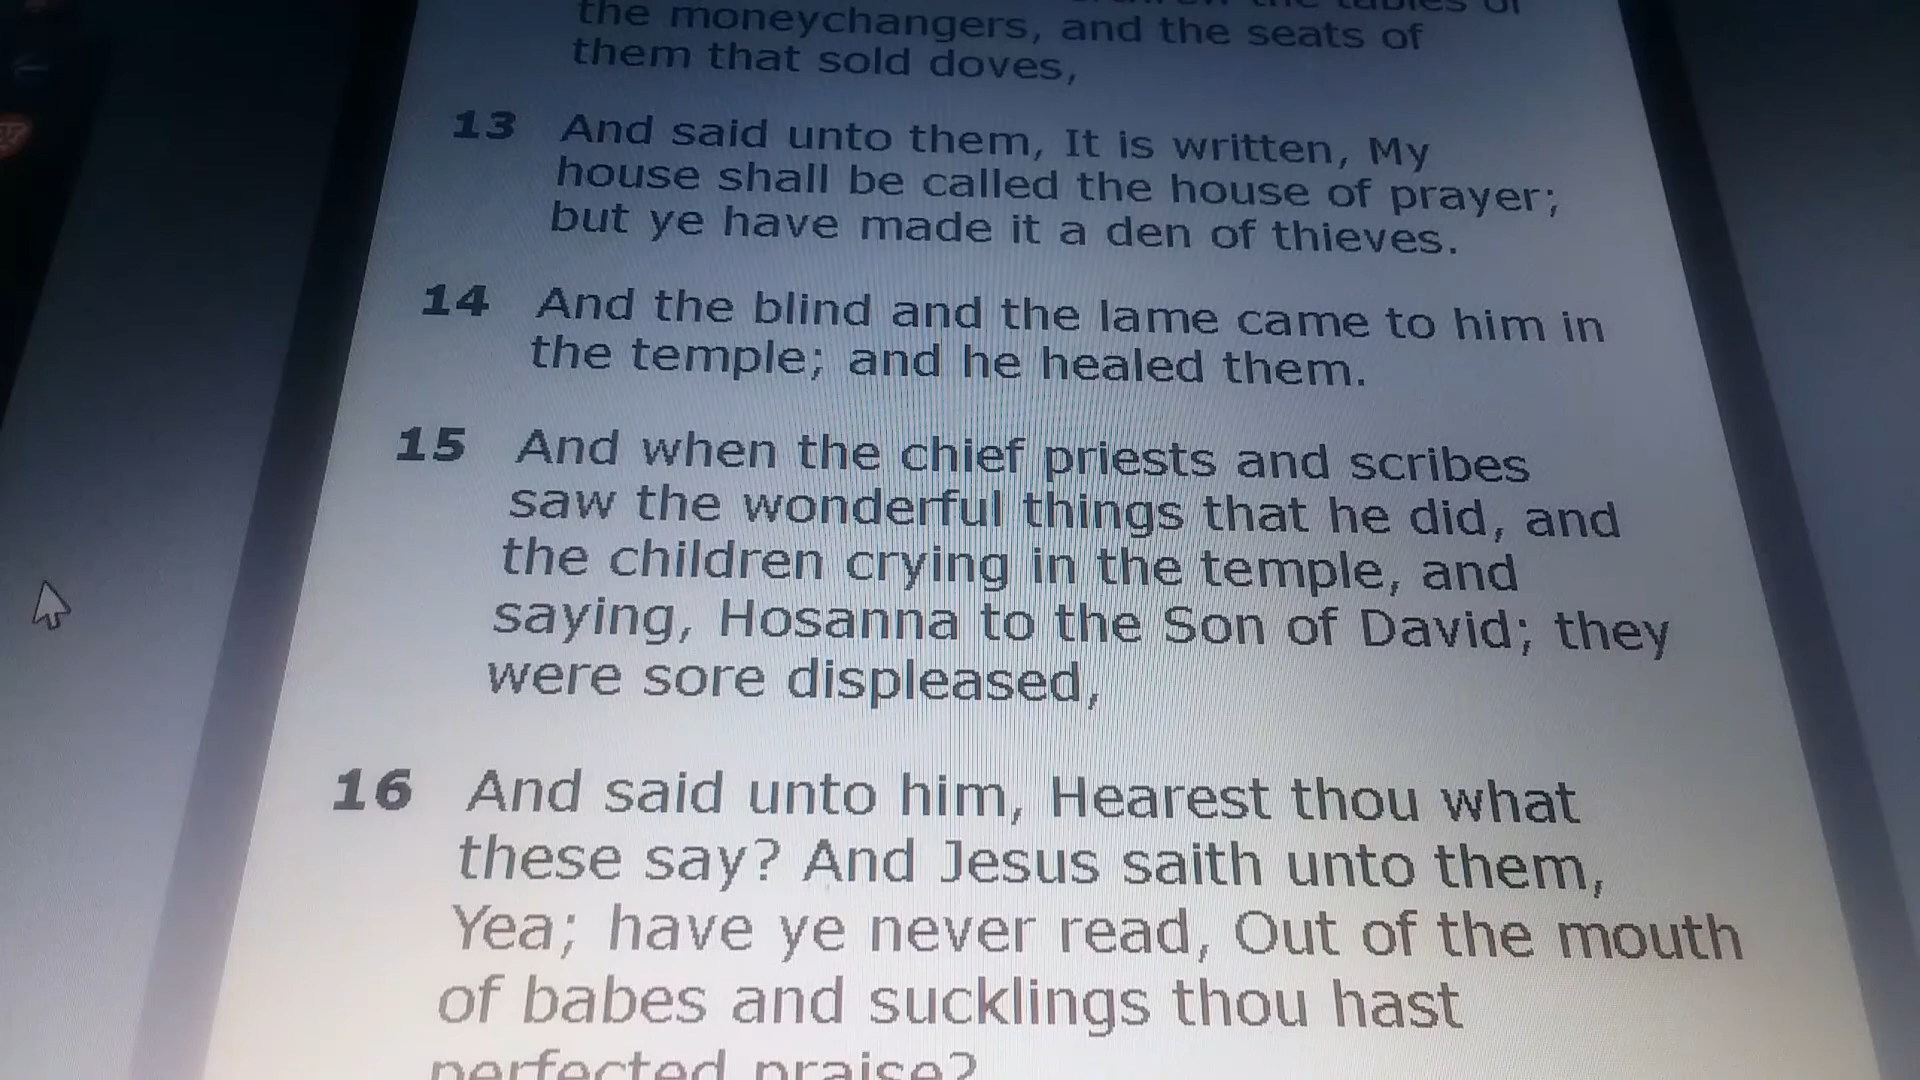 the moneychangers, and the seats of
them that sold doves,
13 And said unto them, It is written, My
house shall be called the house of prayer;
but ye have made it a den of thieves.
14 And the blind and the lame came to him in
the temple; and he healed them.
15 And when the chief priests and scribes
saw the wonderful things that he did, and
the children crying in the temple, and
saying, Hosanna to the Son of David; they
were sore displeased,
16 And said unto him, Hearest thou what
these say? And Jesus saith unto them,
Yea; have ye never read, Out of the mouth
of babes and sucklings thou hast
perfected praise?